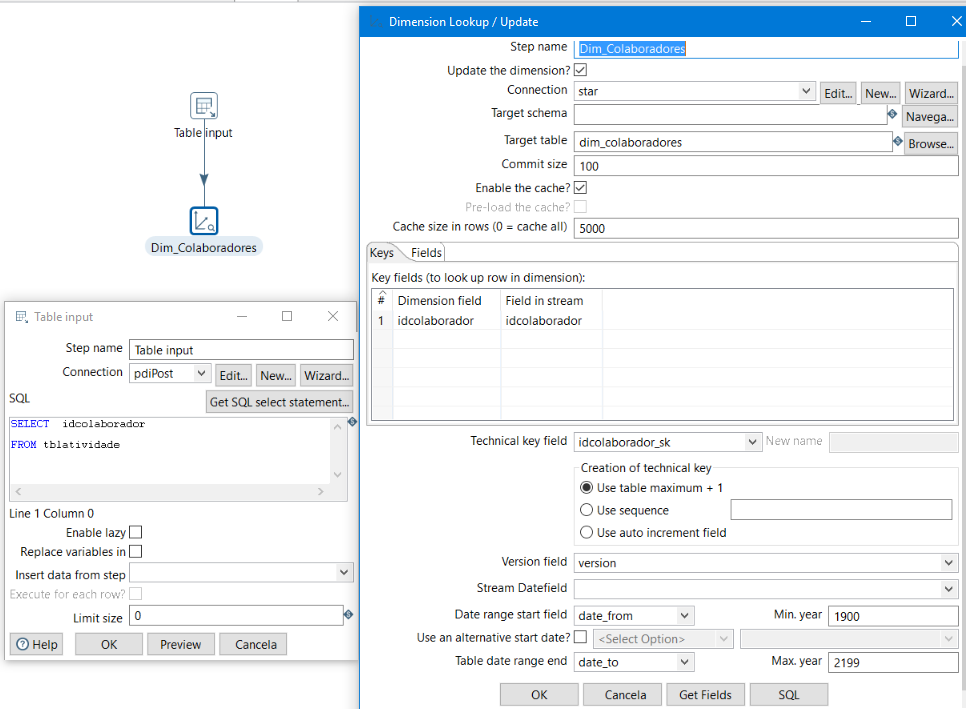 Table input
Dim_Colaboradores
Table input
Step name Table input
Connection pdiPost Edit... New... Wizard...
SQL Get SQL select statement...
SELECT idcolaborador
FROM tblatividade
Line 1 Column 0
Enable lazy
Replace variables in
Insert data from step
Execute for each row?
Limit size 0
Help OK Preview Cancela
Dimension Lookup / Update
Step name Dim_Colaboradores
Update the dimension?
Connection star Edit... New... Wizard...
Target schema Navega...
Target table dim_colaboradores Browse...
Commit size 100
Enable the cache?
Pre-load the cache?
Cache size in rows (0 = cache all) 5000
Keys Fields
Key fields (to look up row in dimension):
# Dimension field Field in stream
1 idcolaborador idcolaborador
Technical key field idcolaborador_sk New name
Creation of technical key
Use table maximum + 1
Use sequence
Use auto increment field
Version field version
Stream Datefield
Date range start field date_from Min. year 1900
Use an alternative start date? <Select Option>
Table date range end date_to Max. year 2199
OK Cancela Get Fields SQL